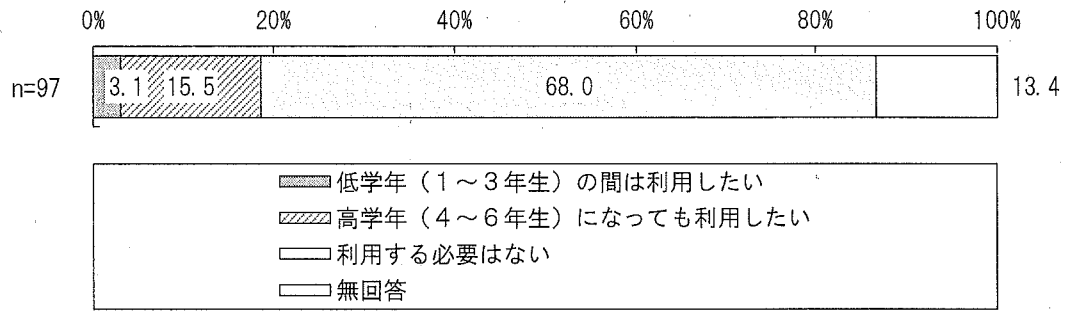 0% 20% 40% 60% 80% 100%
n=97 3.1 15.5 68.0 13.4
低学年（1～3年生）の間は利用したい
高学年（4～6年生）になっても利用したい
利用する必要はない
無回答